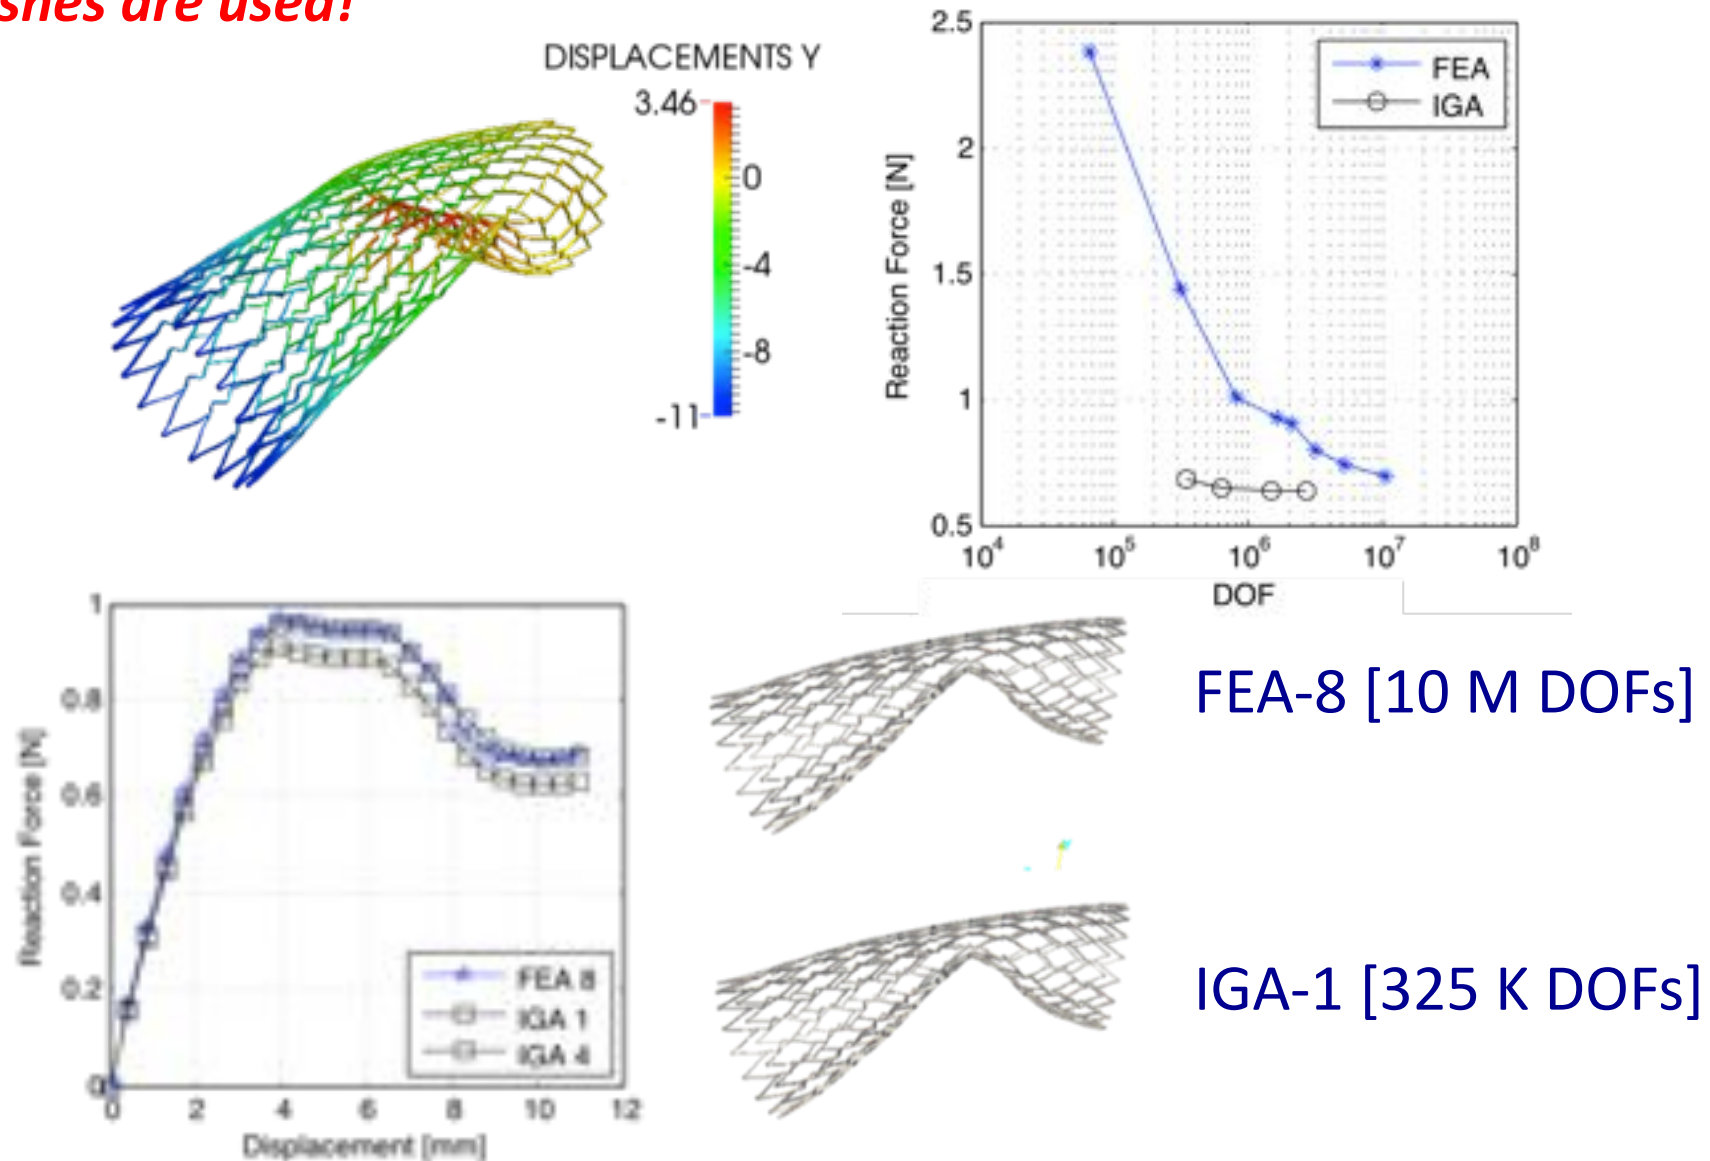 shes are used!
DISPLACEMENTS Y
3.46
0
-4
-8
-11
2.5
2
1.5
1
0.5
Reaction Force [N]
FEA
IGA
10⁴ 10⁵ 10⁶ 10⁷ 10⁸
DOF
1
0.8
0.6
0.4
0.2
0
Reaction Force [N]
FEA 8
IGA 1
IGA 4
0 2 4 6 8 10 12
Displacement [mm]
FEA-8 [10 M DOFs]
IGA-1 [325 K DOFs]